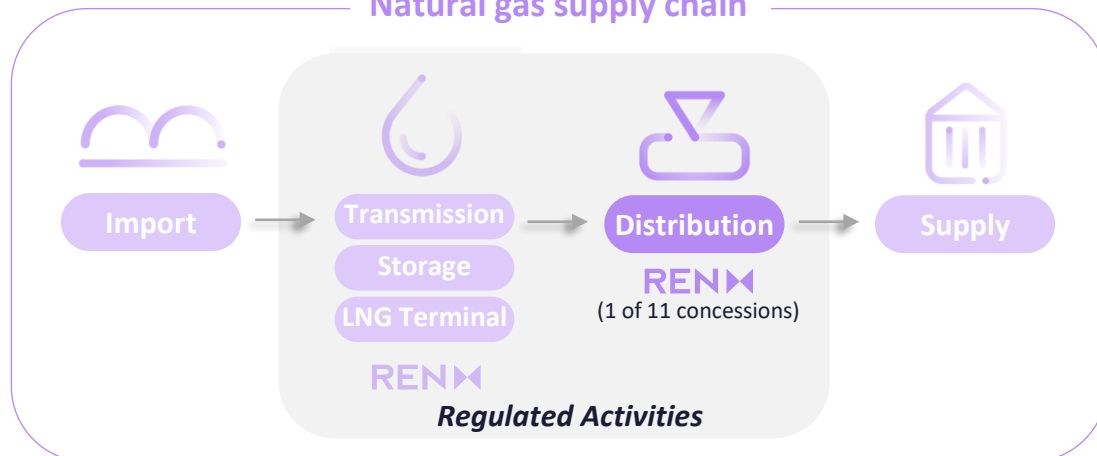 Natural gas supply chain
Import
Transmission
Storage
LNG Terminal
REN
Distribution
REN
(1 of 11 concessions)
Supply
Regulated Activities